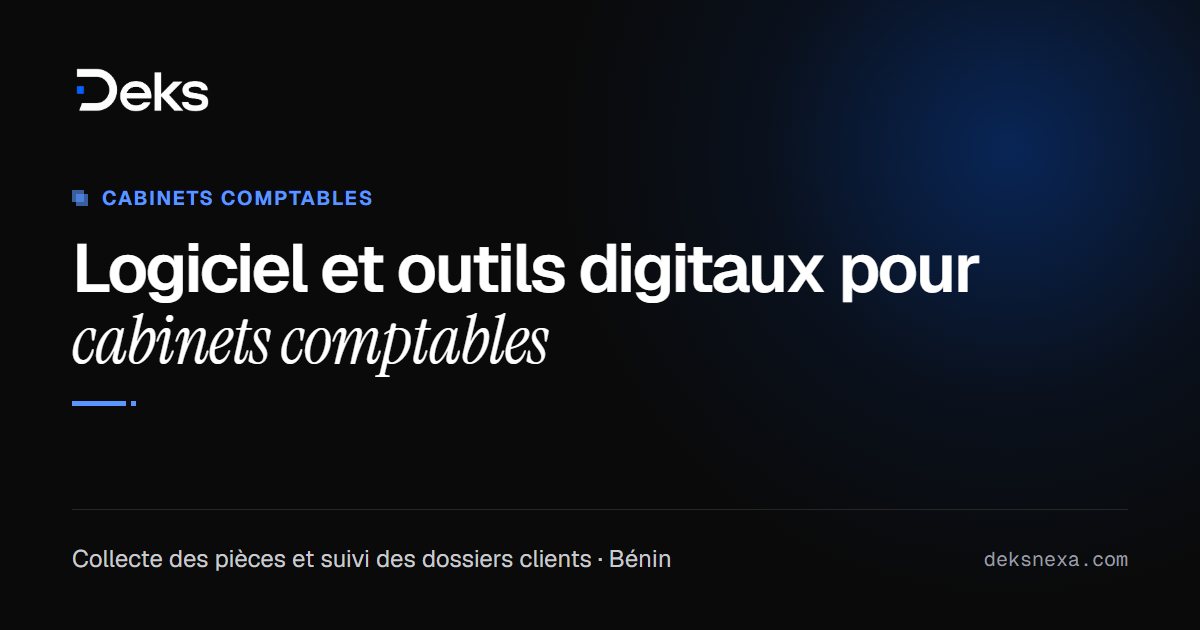 Deks
CABINETS COMPTABLES
Logiciel et outils digitaux pour
cabinets comptables
Collecte des pièces et suivi des dossiers clients · Bénin
deksnexa.com